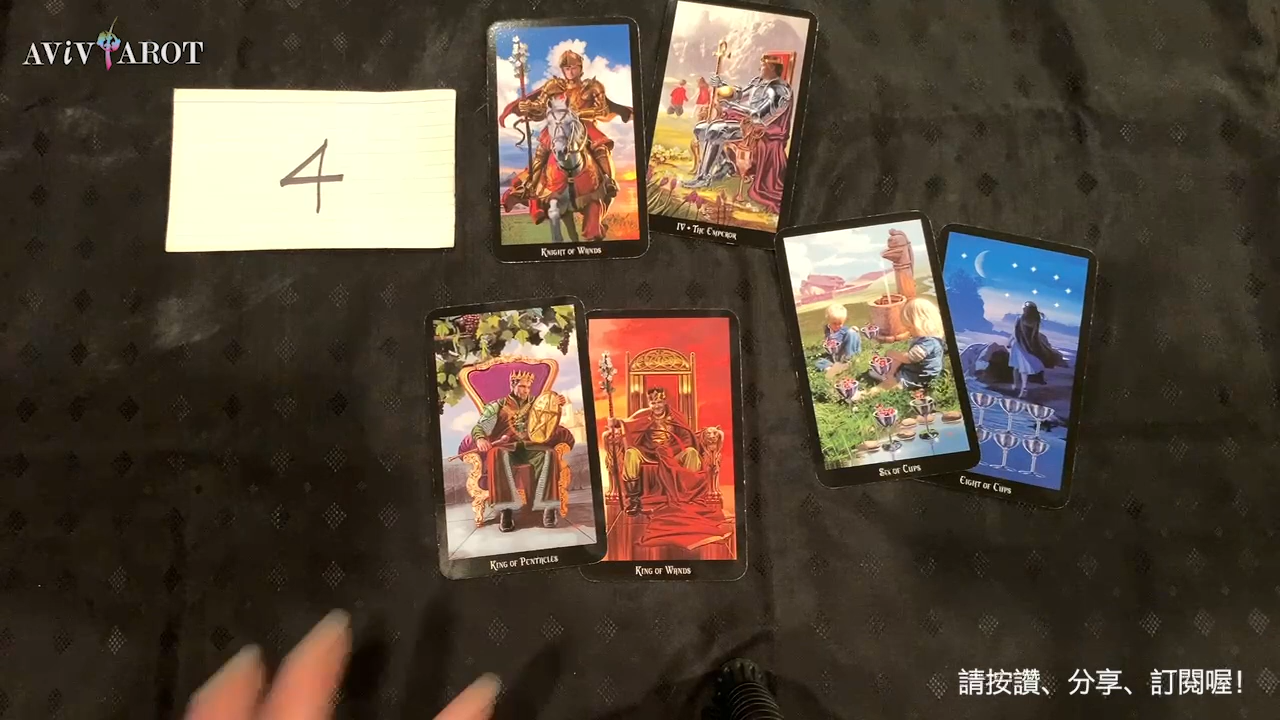 AViVTAROT
4
KNIGHT OF WANDS
IV • THE EMPEROR
SIX OF CUPS
EIGHT OF CUPS
KING OF PENTACLES
KING OF WANDS
請按讚、分享、訂閱喔!